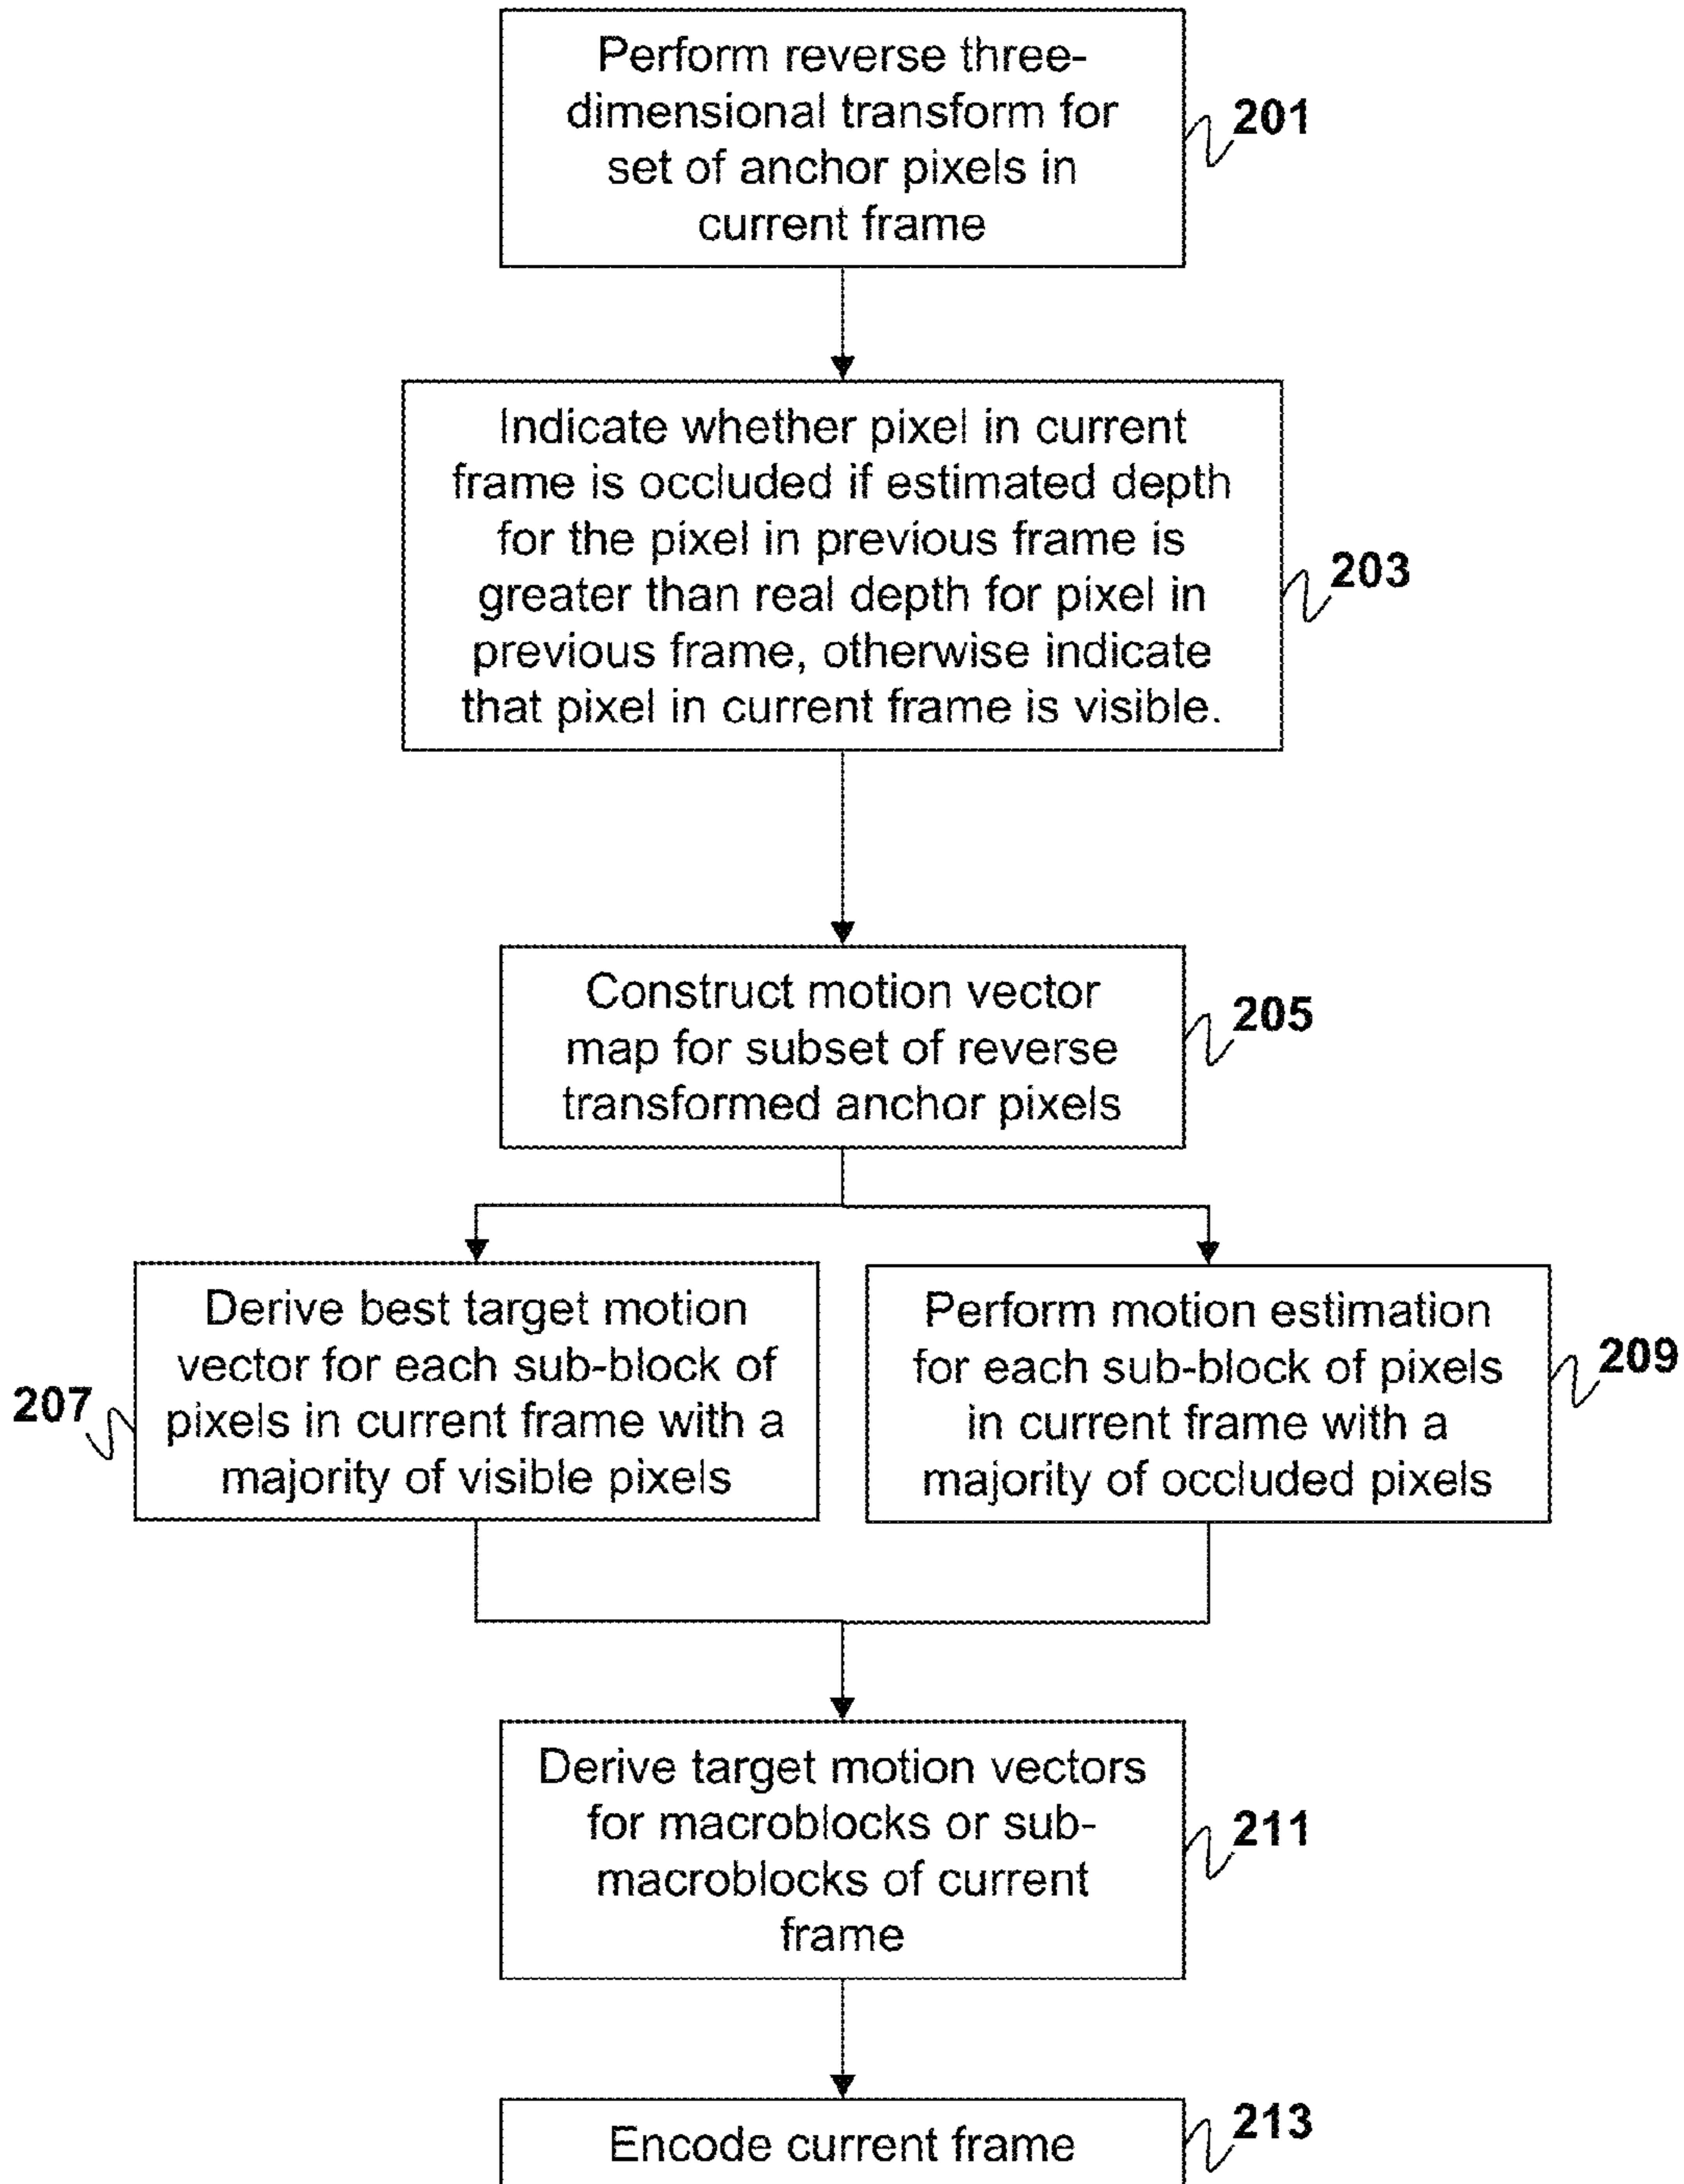 Perform reverse three-
dimensional transform for
set of anchor pixels in
current frame
201
Indicate whether pixel in current
frame is occluded if estimated depth
for the pixel in previous frame is
greater than real depth for pixel in
previous frame, otherwise indicate
that pixel in current frame is visible.
203
Construct motion vector
map for subset of reverse
transformed anchor pixels
205
Derive best target motion
vector for each sub-block of
pixels in current frame with a
majority of visible pixels
207
Perform motion estimation
for each sub-block of pixels
in current frame with a
majority of occluded pixels
209
Derive target motion vectors
for macroblocks or sub-
macroblocks of current
frame
211
Encode current frame
213